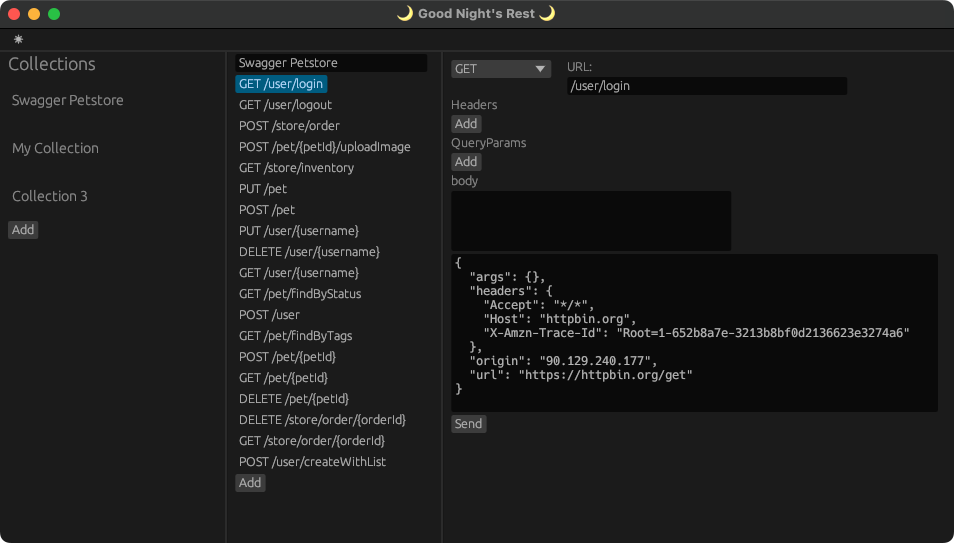 🌙 Good Night's Rest 🌙
Collections
Swagger Petstore
My Collection
Collection 3
Add
Swagger Petstore
GET /user/login
GET /user/logout
POST /store/order
POST /pet/{petId}/uploadImage
GET /store/inventory
PUT /pet
POST /pet
PUT /user/{username}
DELETE /user/{username}
GET /user/{username}
GET /pet/findByStatus
POST /user
GET /pet/findByTags
POST /pet/{petId}
GET /pet/{petId}
DELETE /pet/{petId}
DELETE /store/order/{orderId}
GET /store/order/{orderId}
POST /user/createWithList
Add
GET
URL:
/user/login
Headers
Add
QueryParams
Add
body
{
  "args": {},
  "headers": {
    "Accept": "*/*",
    "Host": "httpbin.org",
    "X-Amzn-Trace-Id": "Root=1-652b8a7e-3213b8bf0d2136623e3274a6"
  },
  "origin": "90.129.240.177",
  "url": "https://httpbin.org/get"
}
Send